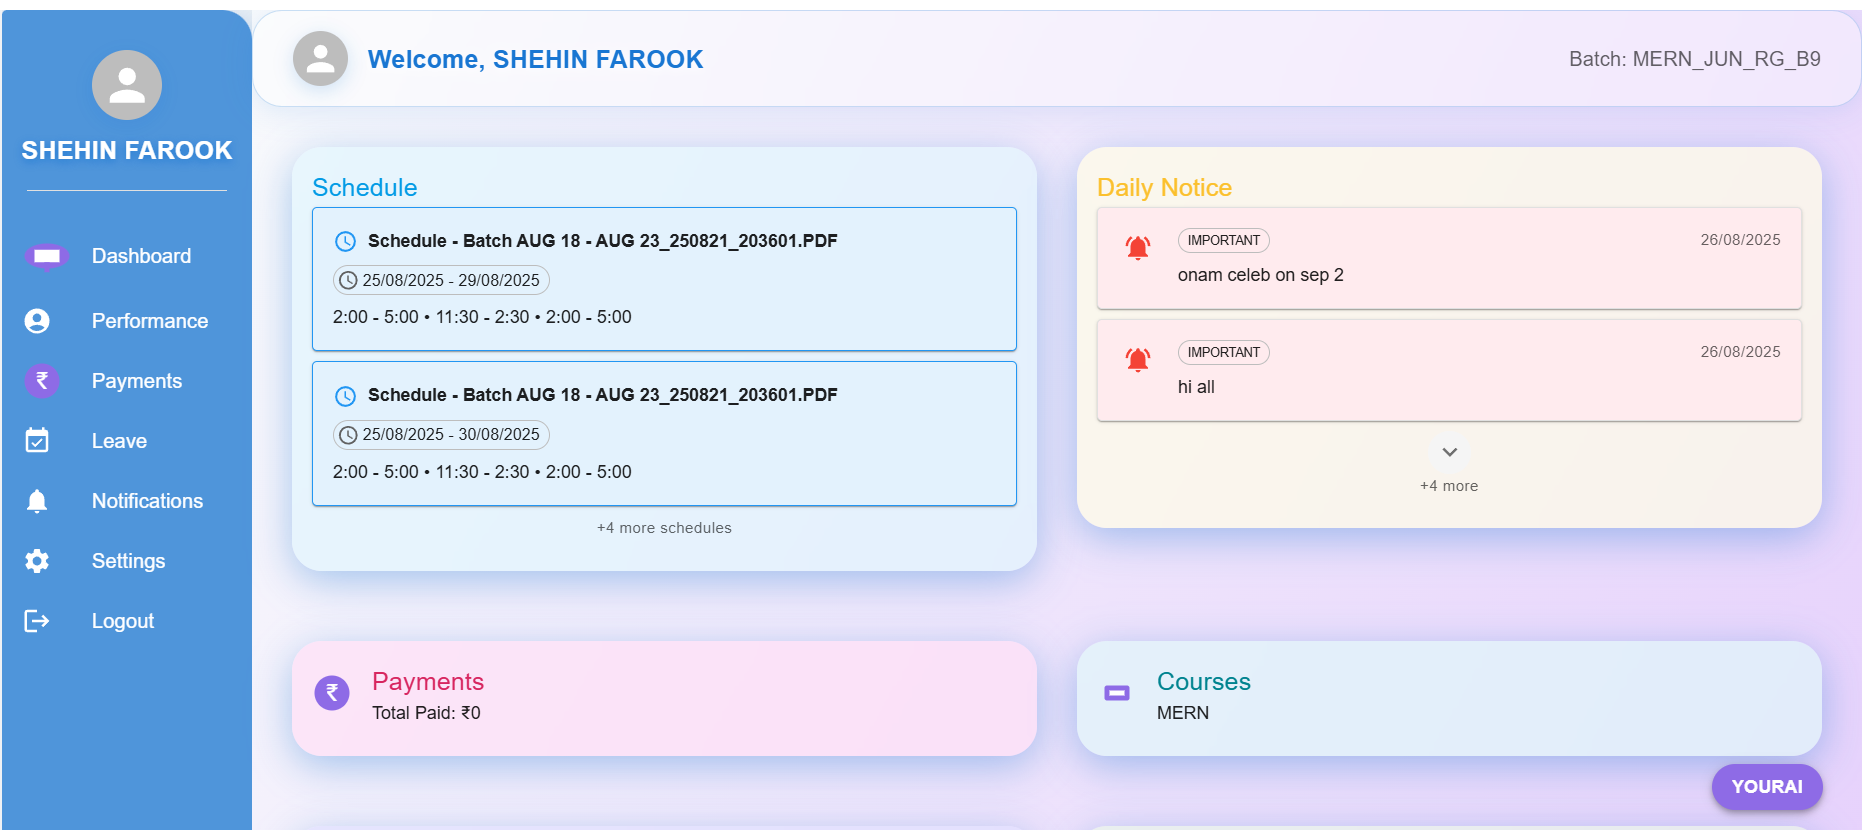 SHEHIN FAROOK
Dashboard
Performance
₹ Payments
Leave
Notifications
Settings
Logout
Welcome, SHEHIN FAROOK
Batch: MERN_JUN_RG_B9
Schedule
Schedule - Batch AUG 18 - AUG 23_250821_203601.PDF
25/08/2025 - 29/08/2025
2:00 - 5:00 • 11:30 - 2:30 • 2:00 - 5:00
Schedule - Batch AUG 18 - AUG 23_250821_203601.PDF
25/08/2025 - 30/08/2025
2:00 - 5:00 • 11:30 - 2:30 • 2:00 - 5:00
+4 more schedules
Daily Notice
IMPORTANT 26/08/2025
onam celeb on sep 2
IMPORTANT 26/08/2025
hi all
+4 more
₹ Payments
Total Paid: ₹0
Courses
MERN
YOURAI